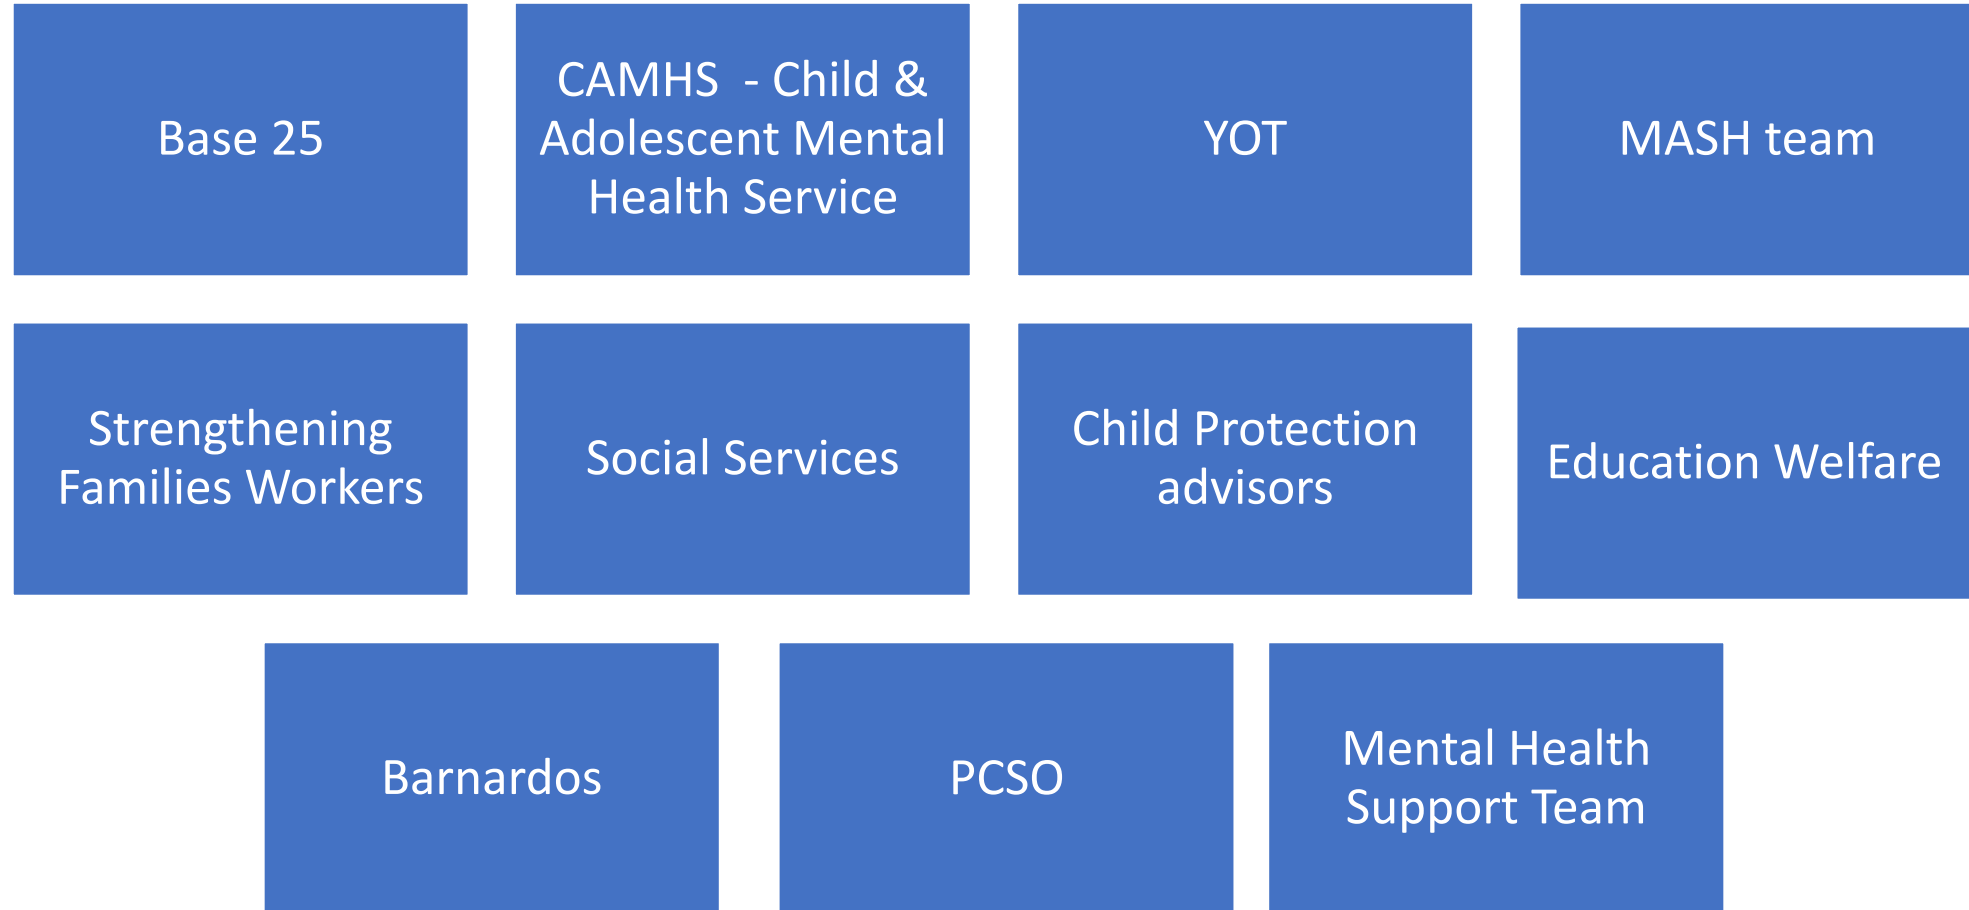 Base 25
CAMHS  - Child &
Adolescent Mental
Health Service
YOT
MASH team
Strengthening
Families Workers
Social Services
Child Protection
advisors
Education Welfare
Barnardos
PCSO
Mental Health
Support Team